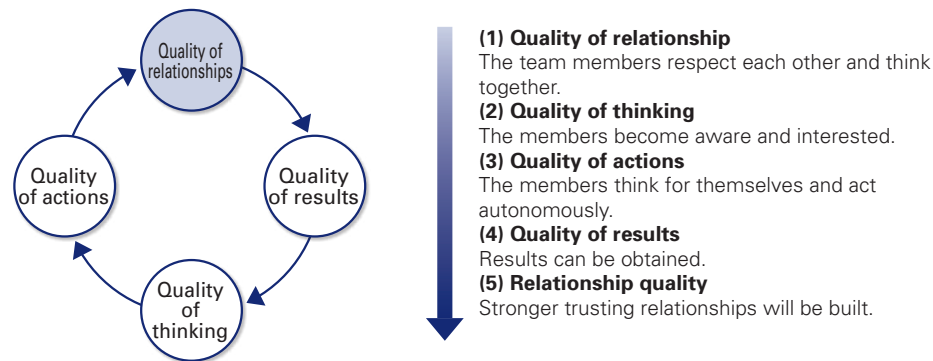 Quality of
relationships
Quality
of actions
Quality
of results
Quality
of
thinking
(1) Quality of relationship
The team members respect each other and think
together.
(2) Quality of thinking
The members become aware and interested.
(3) Quality of actions
The members think for themselves and act
autonomously.
(4) Quality of results
Results can be obtained.
(5) Relationship quality
Stronger trusting relationships will be built.